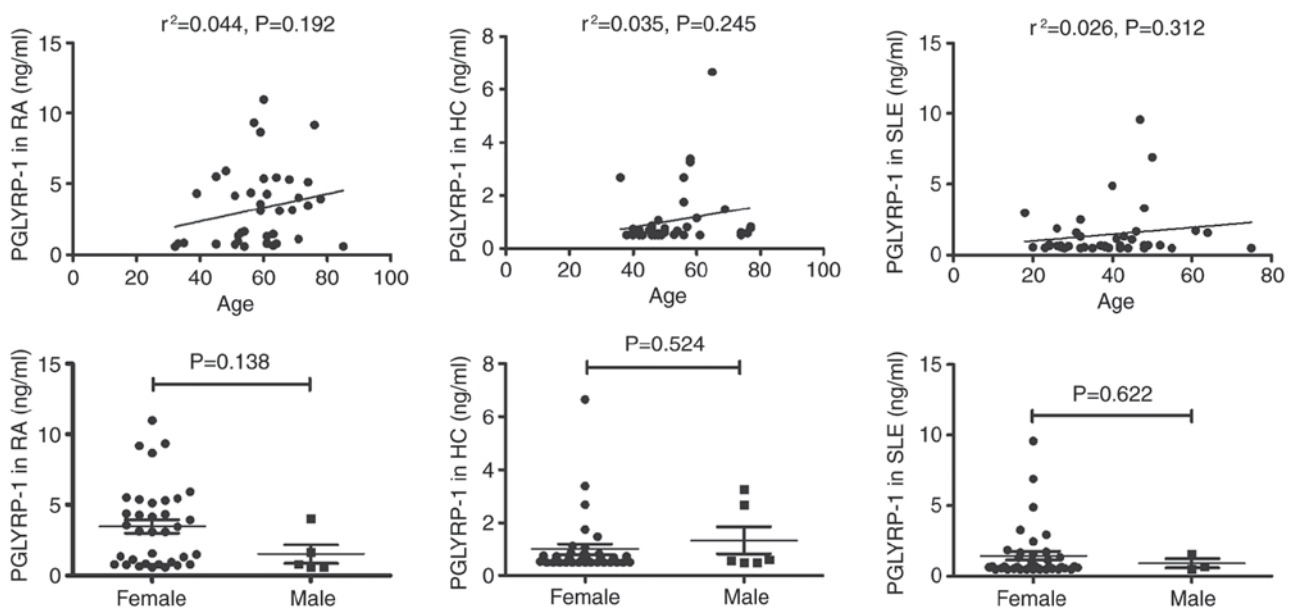 r²=0.044, P=0.192
PGLYRP-1 in RA (ng/ml)
15
10
5
0
0 20 40 60 80 100
Age
r²=0.035, P=0.245
PGLYRP-1 in HC (ng/ml)
8
6
4
2
0
0 20 40 60 80 100
Age
r²=0.026, P=0.312
PGLYRP-1 in SLE (ng/ml)
15
10
5
0
0 20 40 60 80
Age
P=0.138
PGLYRP-1 in RA (ng/ml)
15
10
5
0
Female Male
P=0.524
PGLYRP-1 in HC (ng/ml)
8
6
4
2
0
Female Male
P=0.622
PGLYRP-1 in SLE (ng/ml)
15
10
5
0
Female Male